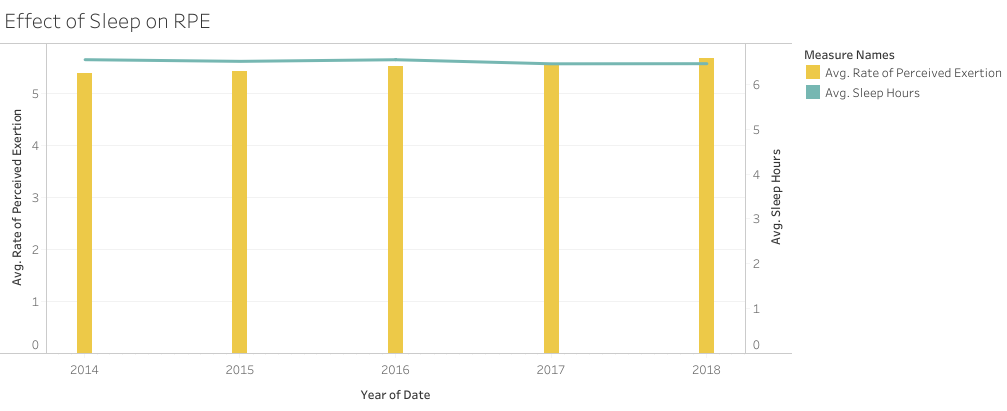 Effect of Sleep on RPE
Measure Names
Avg. Rate of Perceived Exertion
Avg. Sleep Hours
Avg. Rate of Perceived Exertion
5
4
3
2
1
0
6
5
4
3
2
1
0
Avg. Sleep Hours
2014 2015 2016 2017 2018
Year of Date